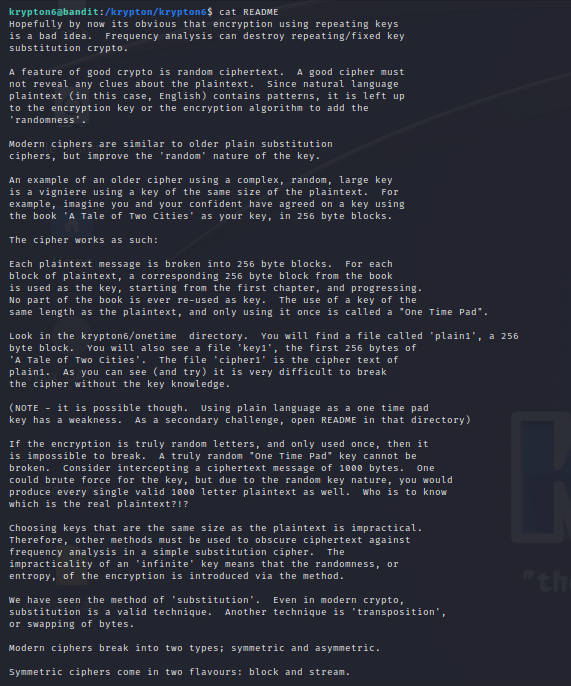 krypton6@bandit:/krypton/krypton6$ cat README
Hopefully by now its obvious that encryption using repeating keys
is a bad idea.  Frequency analysis can destroy repeating/fixed key
substitution crypto.

A feature of good crypto is random ciphertext.  A good cipher must
not reveal any clues about the plaintext.  Since natural language
plaintext (in this case, English) contains patterns, it is left up
to the encryption key or the encryption algorithm to add the
'randomness'.

Modern ciphers are similar to older plain substitution
ciphers, but improve the 'random' nature of the key.

An example of an older cipher using a complex, random, large key
is a vigniere using a key of the same size of the plaintext.  For
example, imagine you and your confident have agreed on a key using
the book 'A Tale of Two Cities' as your key, in 256 byte blocks.

The cipher works as such:

Each plaintext message is broken into 256 byte blocks.  For each
block of plaintext, a corresponding 256 byte block from the book
is used as the key, starting from the first chapter, and progressing.
No part of the book is ever re-used as key.  The use of a key of the
same length as the plaintext, and only using it once is called a "One Time Pad".

Look in the krypton6/onetime  directory.  You will find a file called 'plain1', a 256
byte block.  You will also see a file 'key1', the first 256 bytes of
'A Tale of Two Cities'.  The file 'cipher1' is the cipher text of
plain1.  As you can see (and try) it is very difficult to break
the cipher without the key knowledge.

(NOTE - it is possible though.  Using plain language as a one time pad
key has a weakness.  As a secondary challenge, open README in that directory)

If the encryption is truly random letters, and only used once, then it
is impossible to break.  A truly random "One Time Pad" key cannot be
broken.  Consider intercepting a ciphertext message of 1000 bytes.  One
could brute force for the key, but due to the random key nature, you would
produce every single valid 1000 letter plaintext as well.  Who is to know
which is the real plaintext?!?

Choosing keys that are the same size as the plaintext is impractical.
Therefore, other methods must be used to obscure ciphertext against
frequency analysis in a simple substitution cipher.  The
impracticality of an 'infinite' key means that the randomness, or
entropy, of the encryption is introduced via the method.

We have seen the method of 'substitution'.  Even in modern crypto,
substitution is a valid technique.  Another technique is 'transposition',
or swapping of bytes.

Modern ciphers break into two types; symmetric and asymmetric.

Symmetric ciphers come in two flavours: block and stream.